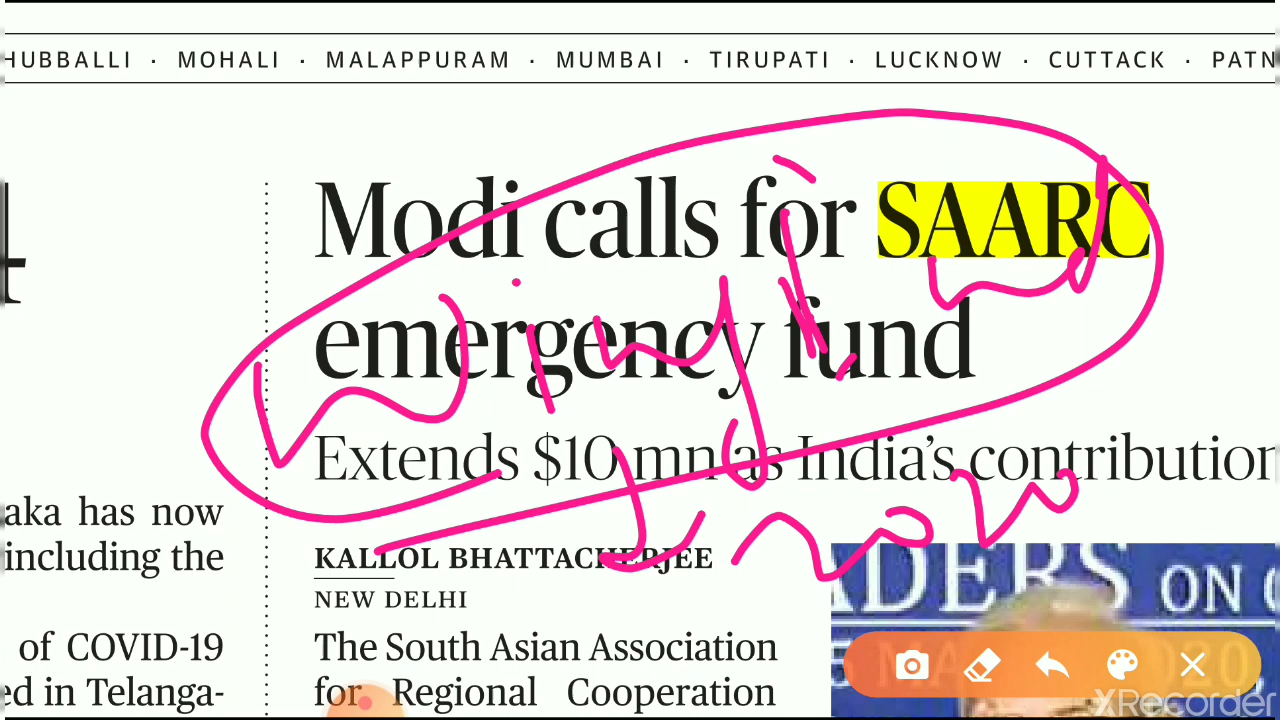 HUBBALLI · MOHALI · MALAPPURAM · MUMBAI · TIRUPATI · LUCKNOW · CUTTACK · PATN
Modi calls for SAARC
emergency fund
Extends $10 mn as India's contribution
aka has now
including the
KALLOL BHATTACHERJEE
NEW DELHI
ADERS ON
of COVID-19
ed in Telanga-
The South Asian Association
for Regional Cooperation
XRecorder